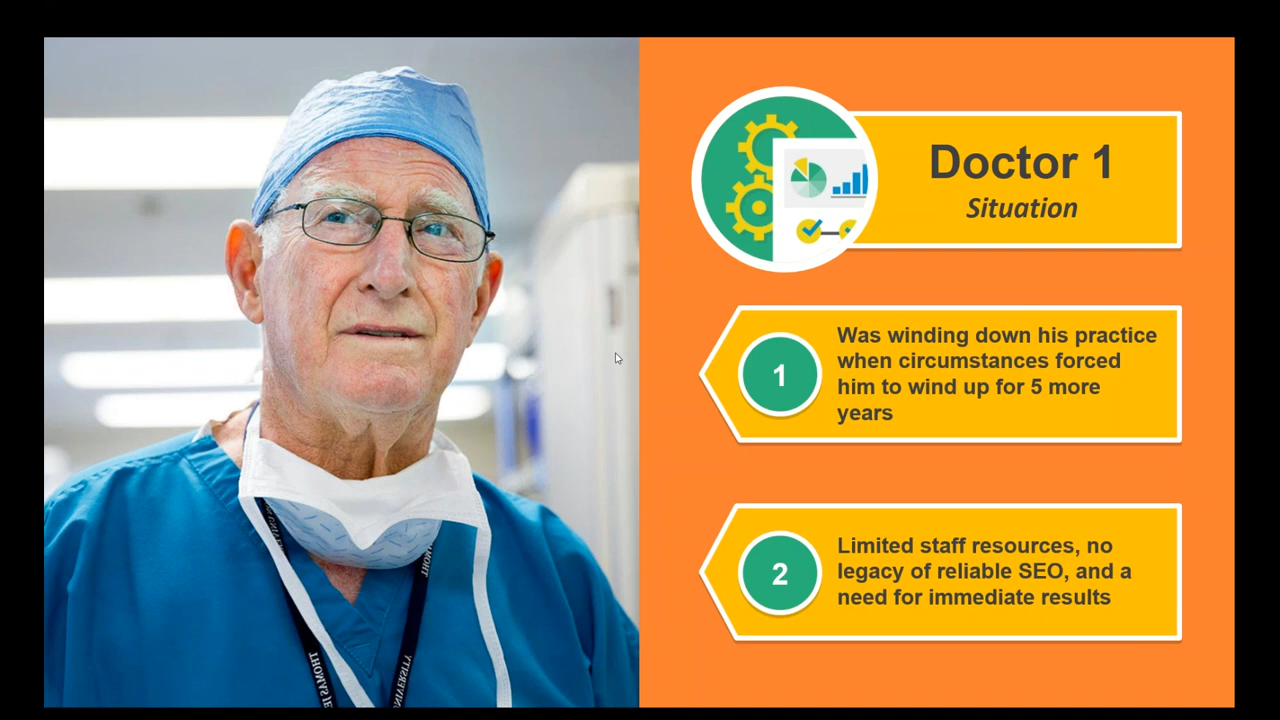 Doctor 1
Situation
1
Was winding down his practice
when circumstances forced
him to wind up for 5 more
years
2
Limited staff resources, no
legacy of reliable SEO, and a
need for immediate results